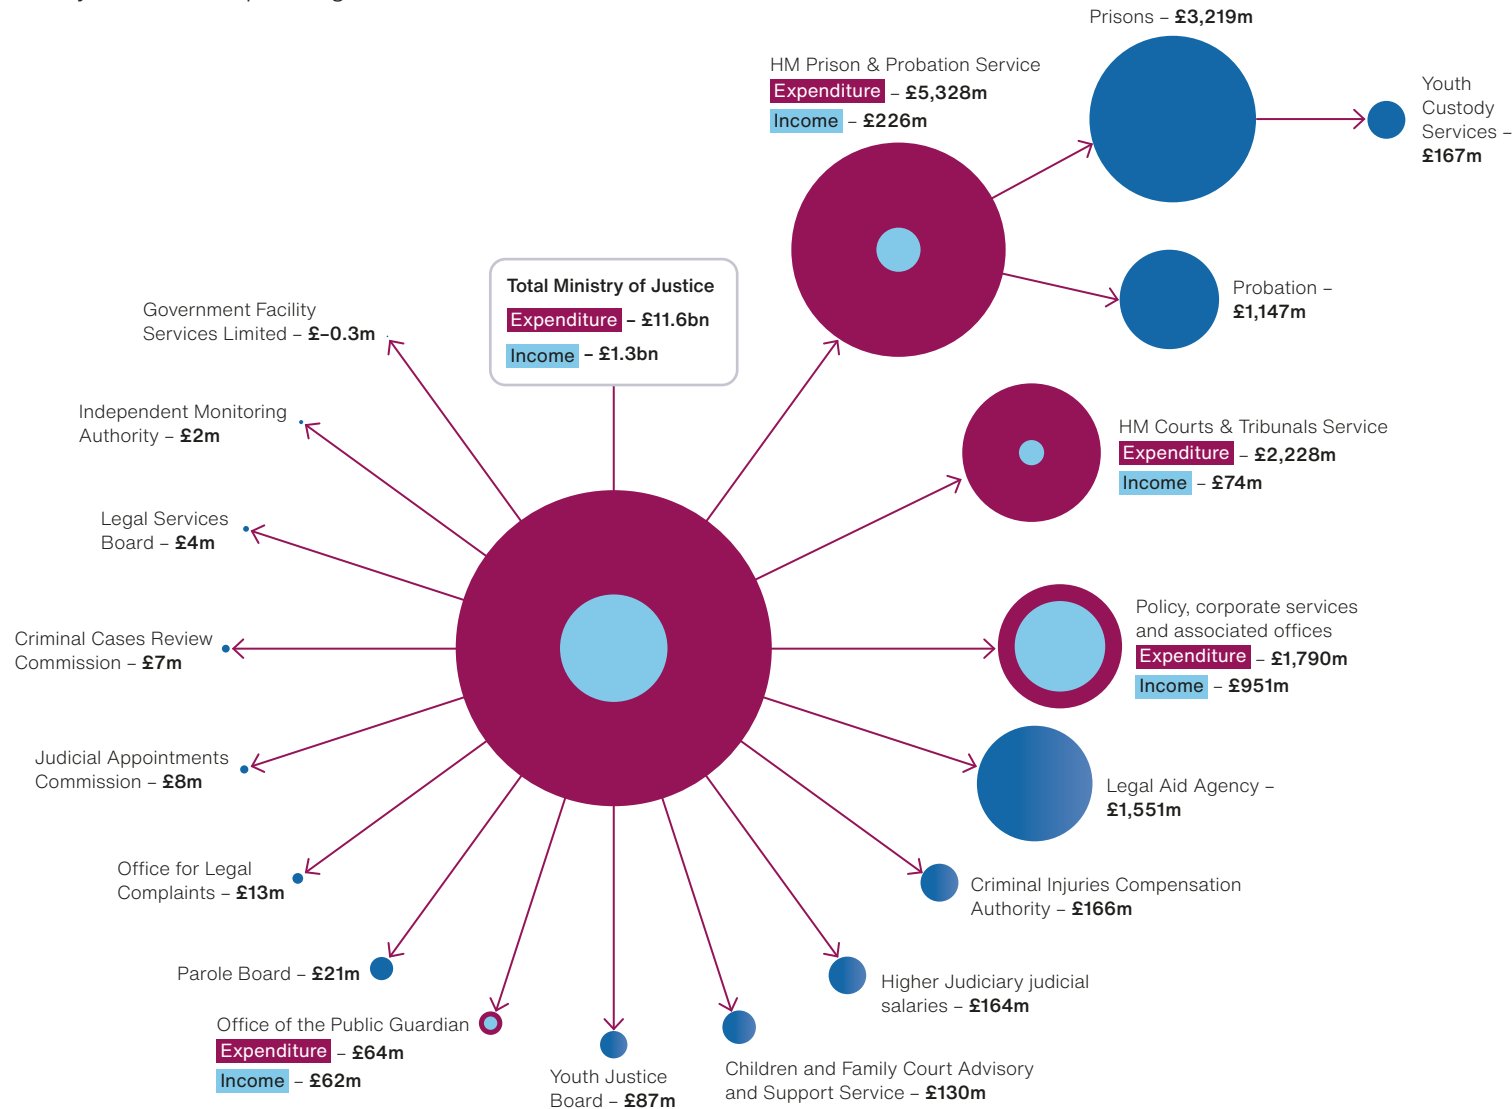 Prisons – £3,219m
HM Prison & Probation Service
Expenditure – £5,328m
Income – £226m
Youth
Custody
Services –
£167m
Probation –
£1,147m
Total Ministry of Justice
Expenditure – £11.6bn
Income – £1.3bn
Government Facility
Services Limited – £-0.3m
Independent Monitoring
Authority – £2m
Legal Services
Board – £4m
Criminal Cases Review
Commission – £7m
Judicial Appointments
Commission – £8m
Office for Legal
Complaints – £13m
Parole Board – £21m
Office of the Public Guardian
Expenditure – £64m
Income – £62m
Youth Justice
Board – £87m
Children and Family Court Advisory
and Support Service – £130m
Higher Judiciary judicial
salaries – £164m
Criminal Injuries Compensation
Authority – £166m
Legal Aid Agency –
£1,551m
Policy, corporate services
and associated offices
Expenditure – £1,790m
Income – £951m
HM Courts & Tribunals Service
Expenditure – £2,228m
Income – £74m